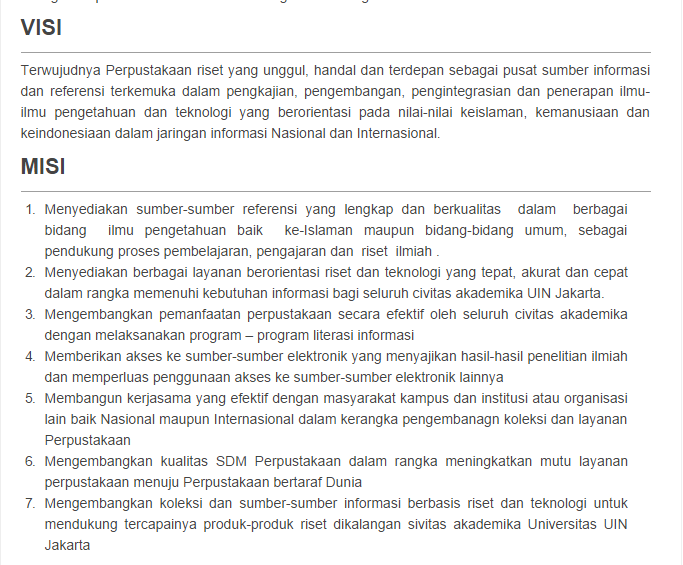 VISI
Terwujudnya Perpustakaan riset yang unggul, handal dan terdepan sebagai pusat sumber informasi
dan referensi terkemuka dalam pengkajian, pengembangan, pengintegrasian dan penerapan ilmu-
ilmu pengetahuan dan teknologi yang berorientasi pada nilai-nilai keislaman, kemanusiaan dan
keindonesiaan dalam jaringan informasi Nasional dan Internasional.
MISI
1. Menyediakan sumber-sumber referensi yang lengkap dan berkualitas dalam berbagai
bidang ilmu pengetahuan baik ke-Islaman maupun bidang-bidang umum, sebagai
pendukung proses pembelajaran, pengajaran dan riset ilmiah .
2. Menyediakan berbagai layanan berorientasi riset dan teknologi yang tepat, akurat dan cepat
dalam rangka memenuhi kebutuhan informasi bagi seluruh civitas akademika UIN Jakarta.
3. Mengembangkan pemanfaatan perpustakaan secara efektif oleh seluruh civitas akademika
dengan melaksanakan program – program literasi informasi
4. Memberikan akses ke sumber-sumber elektronik yang menyajikan hasil-hasil penelitian ilmiah
dan memperluas penggunaan akses ke sumber-sumber elektronik lainnya
5. Membangun kerjasama yang efektif dengan masyarakat kampus dan institusi atau organisasi
lain baik Nasional maupun Internasional dalam kerangka pengembanagn koleksi dan layanan
Perpustakaan
6. Mengembangkan kualitas SDM Perpustakaan dalam rangka meningkatkan mutu layanan
perpustakaan menuju Perpustakaan bertaraf Dunia
7. Mengembangkan koleksi dan sumber-sumber informasi berbasis riset dan teknologi untuk
mendukung tercapainya produk-produk riset dikalangan sivitas akademika Universitas UIN
Jakarta